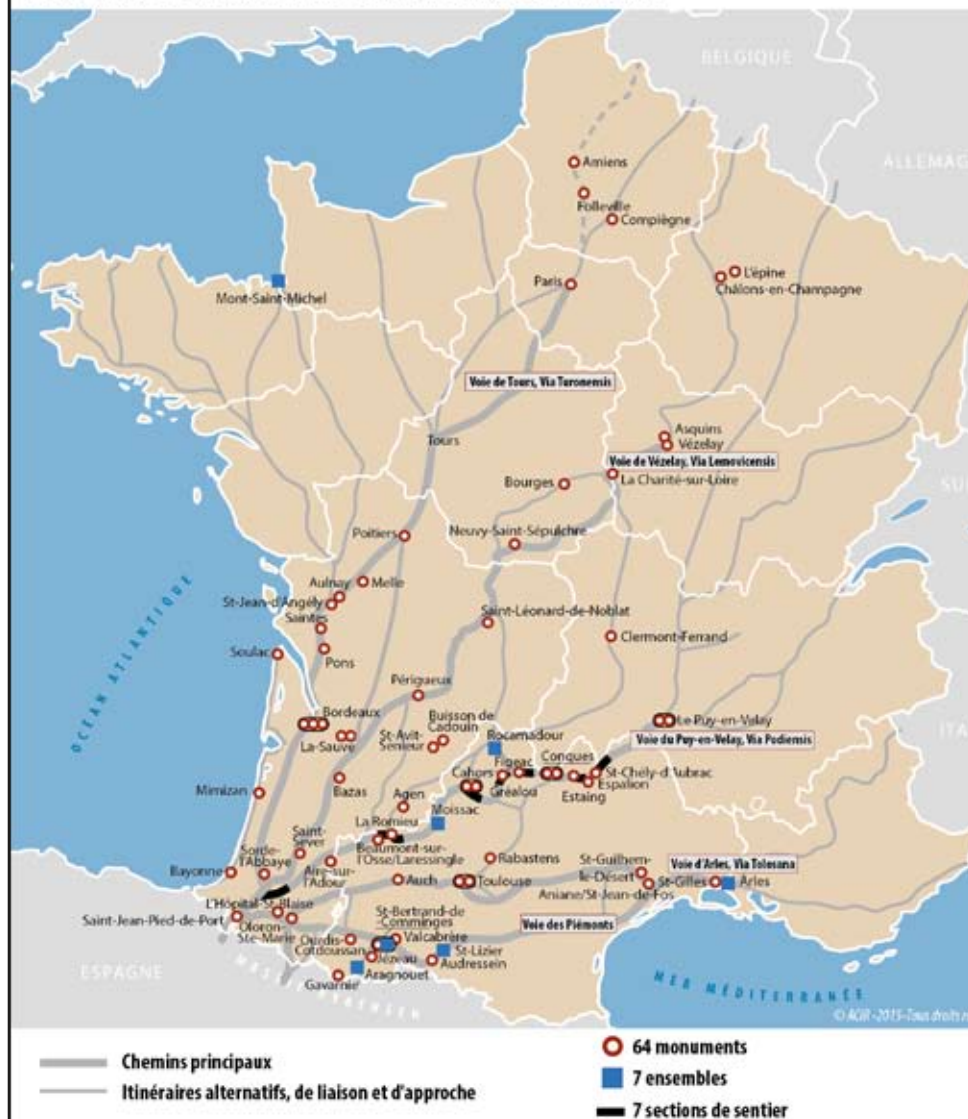 BELGIQUE
ALLEMAG
Amiens
Folleville
Compiègne
L'épine
Châlons-en-Champagne
Paris
Mont-Saint-Michel
Voie de Tours, Via Turonensis
Tours
Asquins
Vézelay
Voie de Vézelay, Via Lemovicensis
La Charité-sur-Loire
Bourges
SU
Neuvy-Saint-Sépulchre
Poitiers
Melle
Aulnay
St-Jean-d'Angély
Saintes
Saint-Léonard-de-Noblat
Clermont-Ferrand
Soulac
Pons
OCÉAN ATLANTIQUE
Périgueux
Bordeaux
La-Sauve
Buisson de
Cadouin
St-Avit-
Senieur
Rocamadour
Le Puy-en-Velay
ITA
Voie du Puy-en-Velay, Via Podiensis
Figeac
Conques
Cahors
Gréalou
St-Chély-d'Aubrac
Espalion
Estaing
Mimizan
Bazas
Agen
Moissac
La Romieu
Beaumont-sur-
l'Osse/Laressingle
Saint-
Sever
Sorde-
l'Abbaye
Aire-sur-
l'Adour
Rabastens
St-Guilhem-
le-Désert
Voie d'Arles, Via Tolosana
Bayonne
Auch
Toulouse
Aniane/St-Jean-de-Fos
St-Gilles
Arles
L'Hôpital-St-Blaise
Saint-Jean-Pied-de-Port
Oloron-
Ste-Marie
St-Bertrand-de
-Comminges
Valcabrère
Voie des Piémonts
Ourdis
Cotdoussan
Jézeau
St-Lizier
Audressein
Aragnouet
Gavarnie
ESPAGNE
MER MÉDITERRANÉE
© ACIR -2015-Tous droits r
Chemins principaux
Itinéraires alternatifs, de liaison et d'approche
64 monuments
7 ensembles
7 sections de sentier